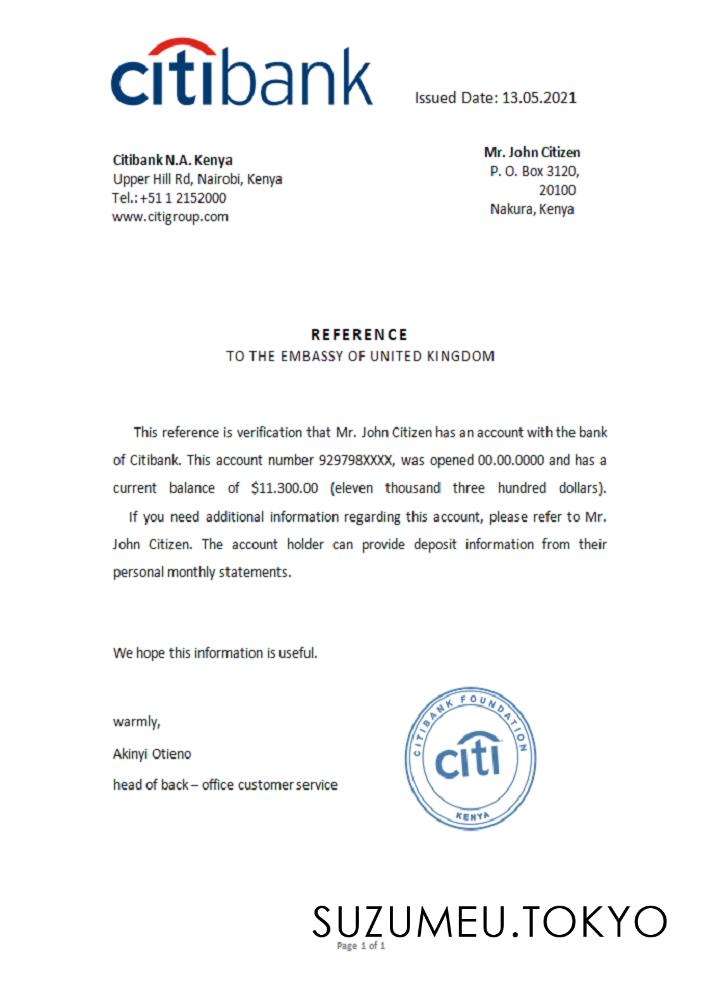 citibank
Issued Date: 13.05.2021
Citibank N.A. Kenya
Upper Hill Rd, Nairobi, Kenya
Tel.: +51 1 2152000
www.citigroup.com
Mr. John Citizen
P. O. Box 3120,
20100
Nakura, Kenya
REFERENCE
TO THE EMBASSY OF UNITED KINGDOM
This reference is verification that Mr. John Citizen has an account with the bank
of Citibank. This account number 929798XXXX, was opened 00.00.0000 and has a
current balance of $11.300.00 (eleven thousand three hundred dollars).
If you need additional information regarding this account, please refer to Mr.
John Citizen. The account holder can provide deposit information from their
personal monthly statements.
We hope this information is useful.
warmly,
Akinyi Otieno
head of back – office customer service
CITIBANK FOUNDATION
citi
KENYA
SUZUMEU.TOKYO
Page 1 of 1